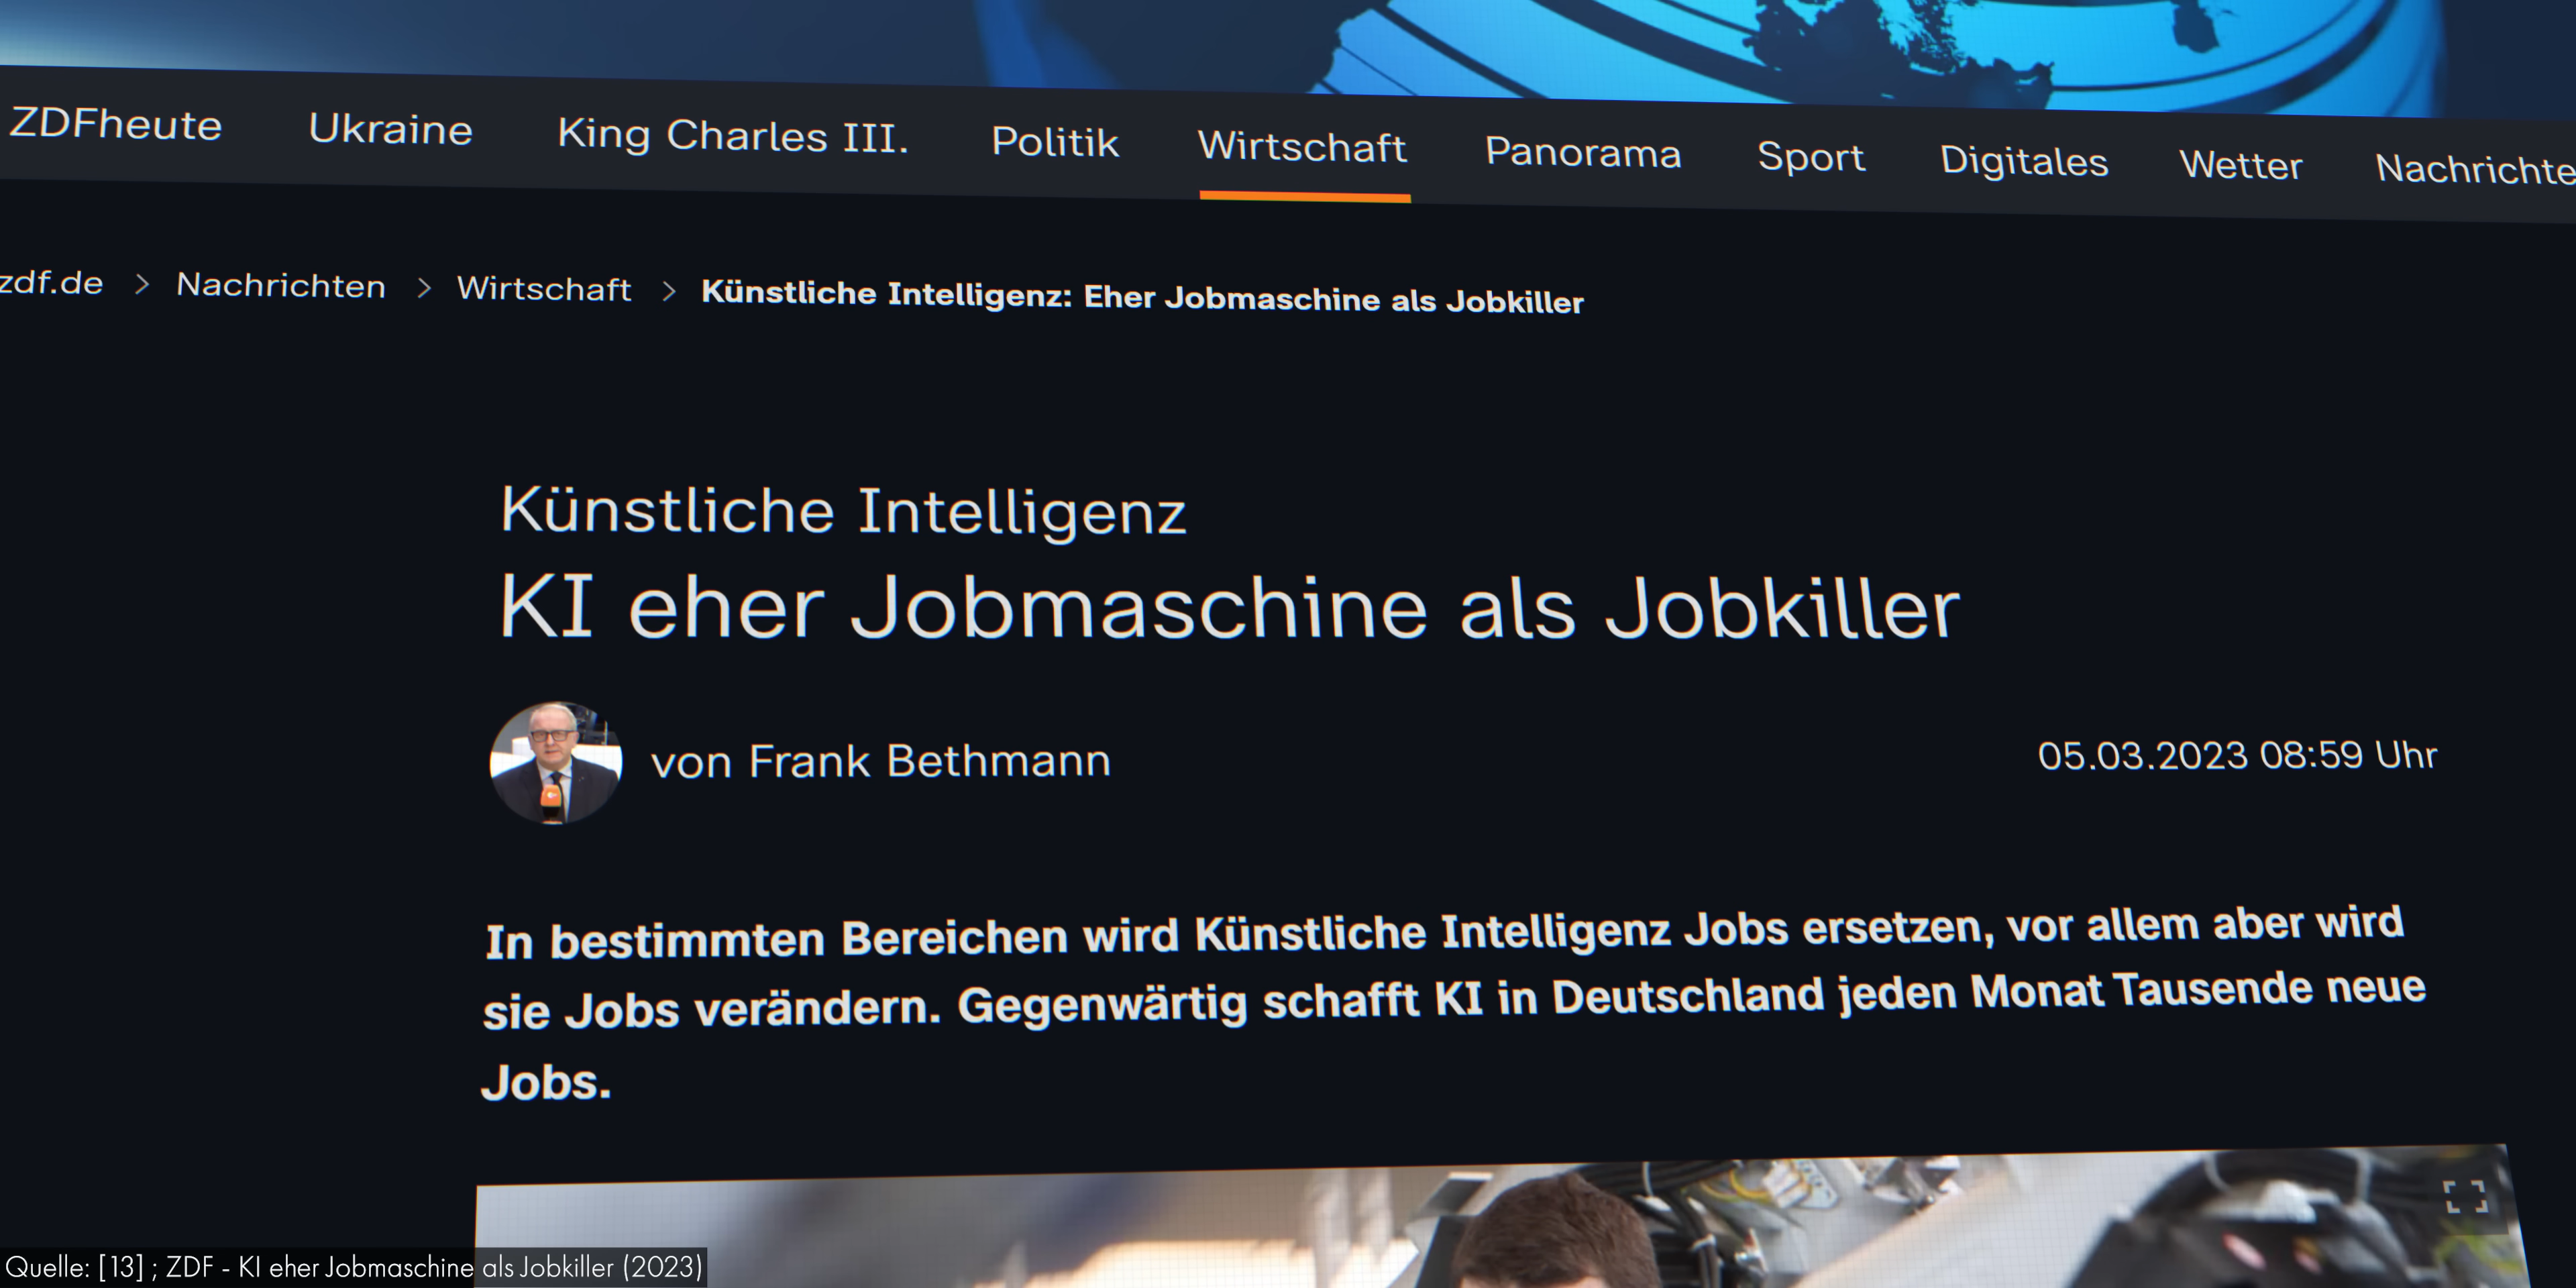 ZDFheute Ukraine King Charles III. Politik Wirtschaft Panorama Sport Digitales Wetter Nachrichte
zdf.de > Nachrichten > Wirtschaft > Künstliche Intelligenz: Eher Jobmaschine als Jobkiller
Künstliche Intelligenz
KI eher Jobmaschine als Jobkiller
von Frank Bethmann
05.03.2023 08:59 Uhr
In bestimmten Bereichen wird Künstliche Intelligenz Jobs ersetzen, vor allem aber wird
sie Jobs verändern. Gegenwärtig schafft KI in Deutschland jeden Monat Tausende neue
Jobs.
Quelle: [13] ; ZDF - KI eher Jobmaschine als Jobkiller (2023)